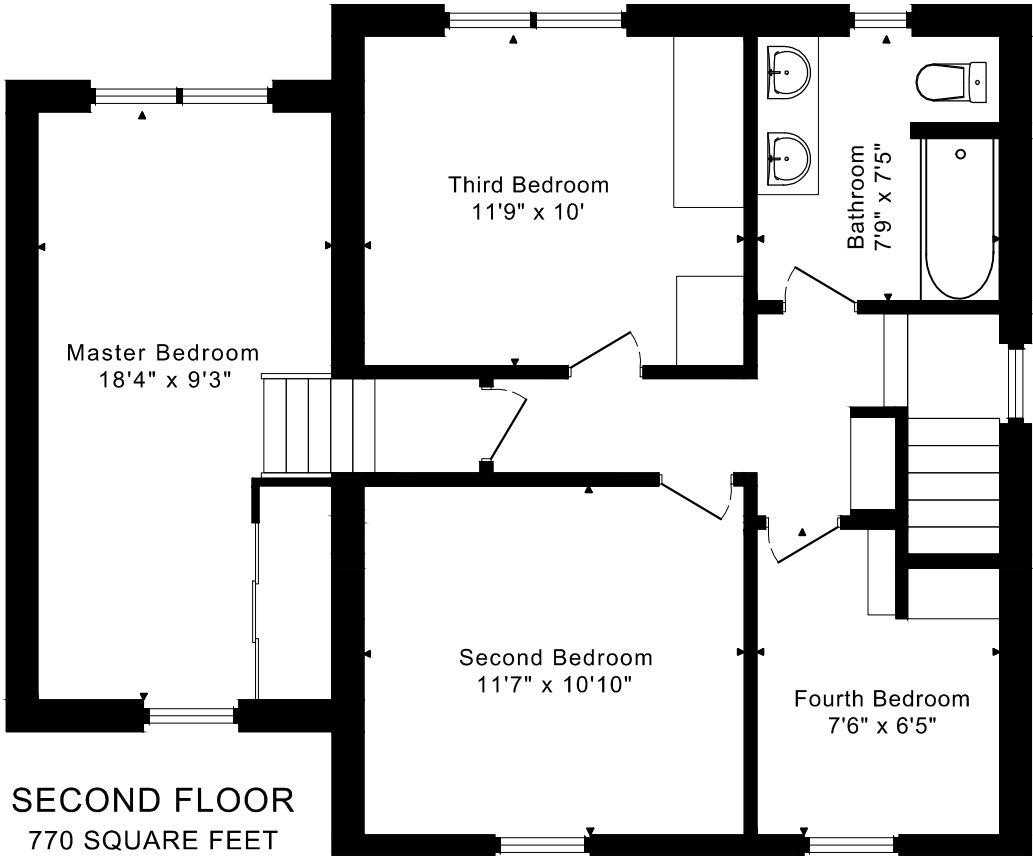 Third Bedroom
11'9" x 10'
Bathroom
7'9" x 7'5"
Master Bedroom
18'4" x 9'3"
Second Bedroom
11'7" x 10'10"
Fourth Bedroom
7'6" x 6'5"
SECOND FLOOR
770 SQUARE FEET